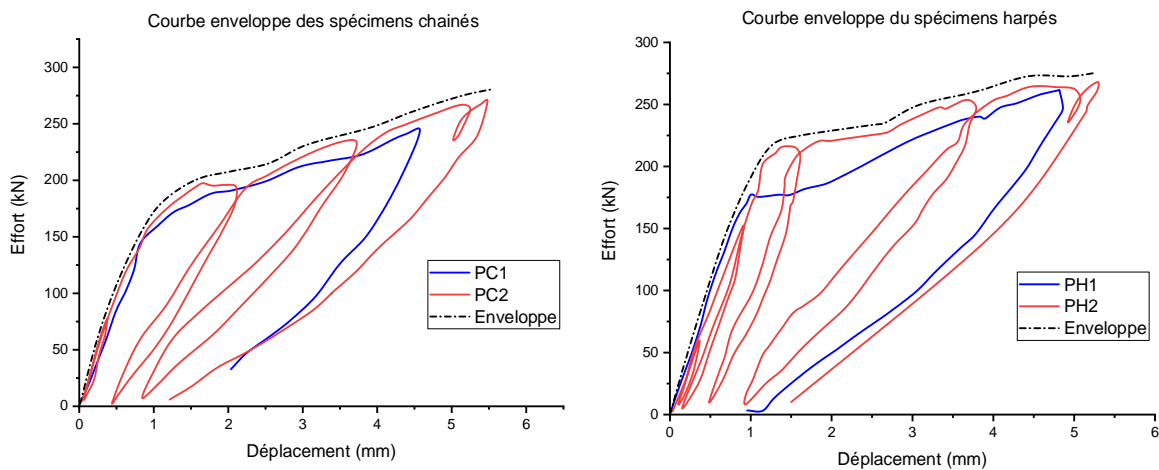 Courbe enveloppe des spécimens chainés
300
250
200
150
100
50
0
Effort (kN)
PC1
PC2
Enveloppe
0 1 2 3 4 5 6
Déplacement (mm)
Courbe enveloppe du spécimens harpés
300
250
200
150
100
50
0
Effort (kN)
PH1
PH2
Enveloppe
0 1 2 3 4 5 6
Déplacement (mm)